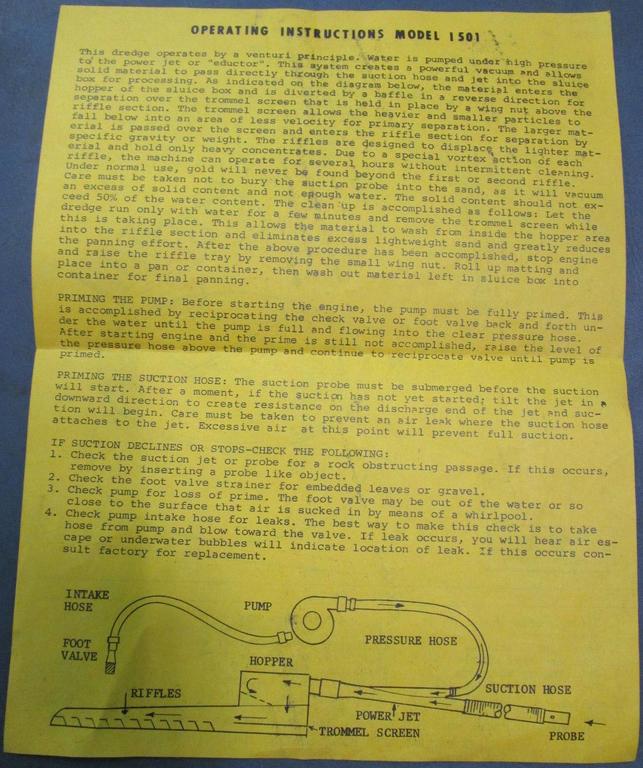 OPERATING INSTRUCTIONS MODEL 1501
This dredge operates by a venturi principle. Water is pumped under high pressure
to the power jet or "eductor". This system creates a powerful vacuum and allows
solid material to pass directly through the suction hose and jet into the sluice
box for processing. As indicated on the diagram below, the material enters the
hopper of the sluice box and is diverted by a baffle in a reverse direction for
separation over the trommel screen that is held in place by a wing nut above the
riffle section. The trommel screen allows the heavier and smaller particles to
fall below into an area of less velocity for primary separation. The larger mat-
erial is passed over the screen and enters the riffle section for separation by
specific gravity or weight. The riffles are designed to displace the lighter mat-
erial and hold only heavy concentrates. Due to a special vortex action of each
riffle, the machine can operate for several hours without intermittent cleaning.
Under normal use, gold will never be found beyond the first or second riffle.
Care must be taken not to bury the suction probe into the sand, as it will vacuum
an excess of solid content and not enough water. The solid content should not ex-
ceed 50% of the water content. The clean up is accomplished as follows: Let the
dredge run only with water for a few minutes and remove the trommel screen while
this is taking place. This allows the material to wash from inside the hopper area
into the riffle section and eliminates excess lightweight sand and greatly reduces
the panning effort. After the above procedure has been accomplished, stop engine
and raise the riffle tray by removing the small wing nut. Roll up matting and
place into a pan or container, then wash out material left in sluice box into
container for final panning.
PRIMING THE PUMP: Before starting the engine, the pump must be fully primed. This
is accomplished by reciprocating the check valve or foot valve back and forth un-
der the water until the pump is full and flowing into the clear pressure hose.
After starting engine and the prime is still not accomplished, raise the level of
the pressure hose above the pump and continue to reciprocate valve until pump is
primed.
PRIMING THE SUCTION HOSE: The suction probe must be submerged before the suction
will start. After a moment, if the suction has not yet started; tilt the jet in a
downward direction to create resistance on the discharge end of the jet and suc-
tion will begin. Care must be taken to prevent an air leak where the suction hose
attaches to the jet. Excessive air at this point will prevent full suction.
IF SUCTION DECLINES OR STOPS-CHECK THE FOLLOWING:
1. Check the suction jet or probe for a rock obstructing passage. If this occurs,
remove by inserting a probe like object.
2. Check the foot valve strainer for embedded leaves or gravel.
3. Check pump for loss of prime. The foot valve may be out of the water or so
close to the surface that air is sucked in by means of a whirlpool.
4. Check pump intake hose for leaks. The best way to make this check is to take
hose from pump and blow toward the valve. If leak occurs, you will hear air es-
cape or underwater bubbles will indicate location of leak. If this occurs con-
sult factory for replacement.
INTAKE
HOSE
PUMP
FOOT
VALVE
PRESSURE HOSE
HOPPER
RIFFLES
SUCTION HOSE
POWER JET
TROMMEL SCREEN
PROBE